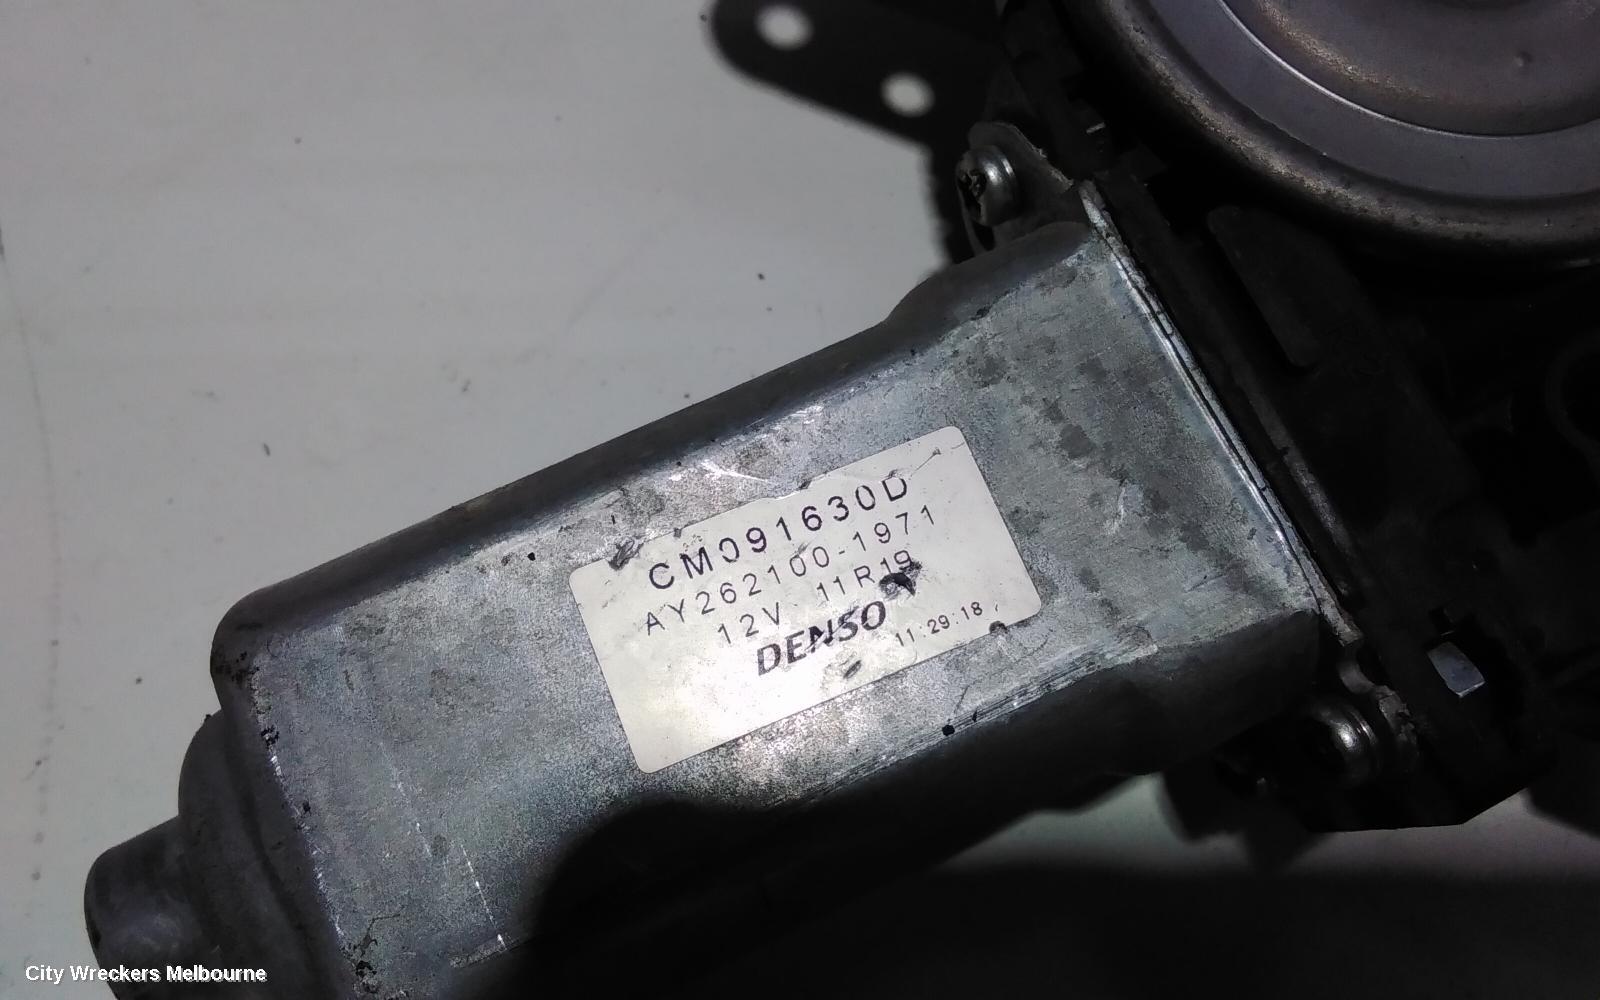 CM091630D
AY262100-1971
12V 11R19
DENSO
11:29:18
City Wreckers Melbourne